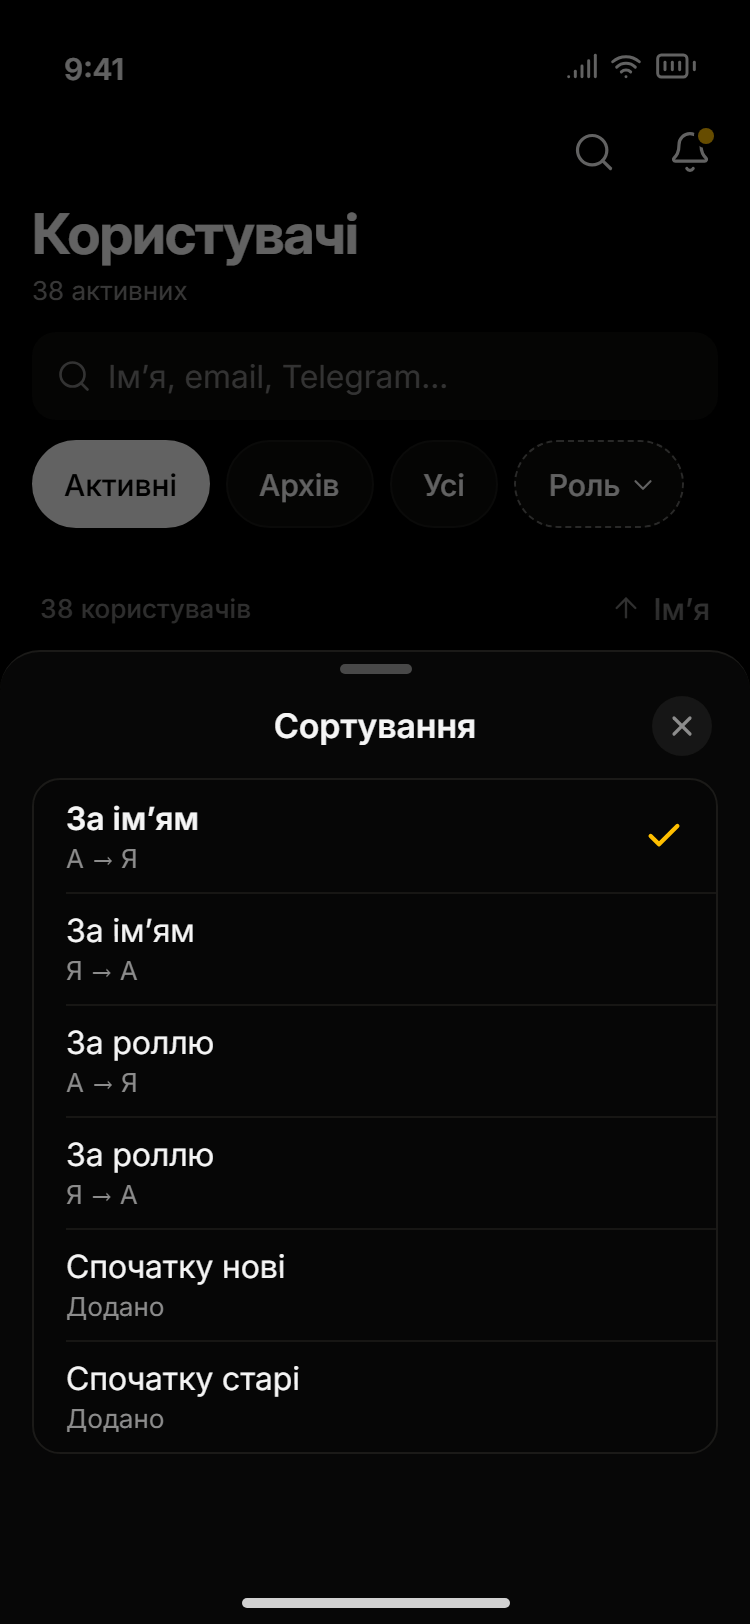 9:41
Користувачі
38 активних
Ім’я, email, Telegram...
Активні Архів Усі Роль
38 користувачів ↑ Ім’я
Сортування
За ім’ям
А → Я
За ім’ям
Я → А
За роллю
А → Я
За роллю
Я → А
Спочатку нові
Додано
Спочатку старі
Додано